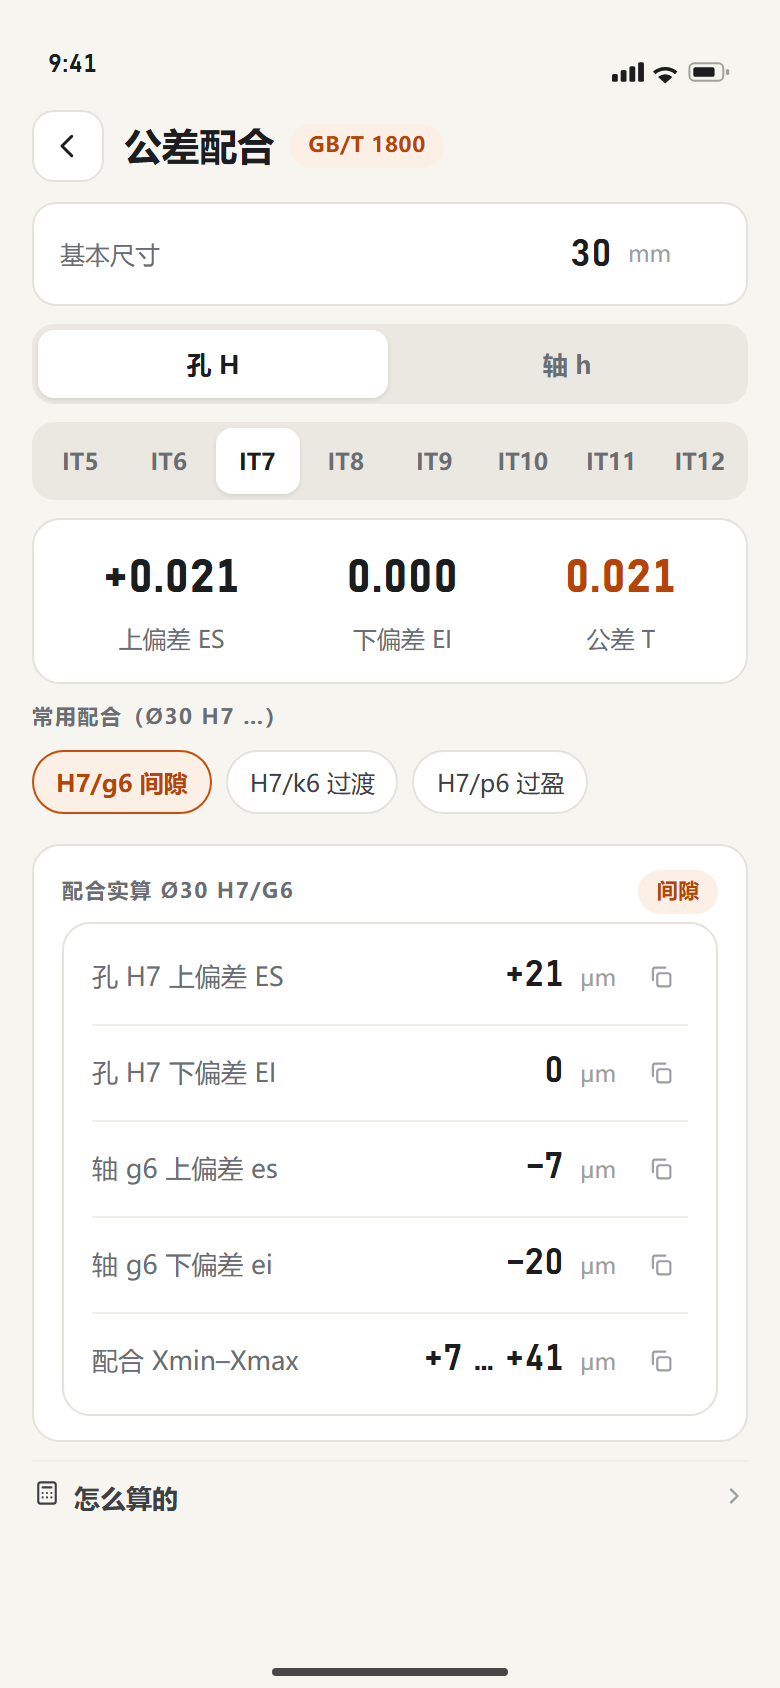 9:41
公差配合 GB/T 1800
基本尺寸 30 mm
孔 H 轴 h
IT5 IT6 IT7 IT8 IT9 IT10 IT11 IT12
+0.021 0.000 0.021
上偏差 ES 下偏差 EI 公差 T
常用配合（Ø30 H7 …）
H7/g6 间隙 H7/k6 过渡 H7/p6 过盈
配合实算 Ø30 H7/G6 间隙
孔 H7 上偏差 ES +21 µm
孔 H7 下偏差 EI 0 µm
轴 g6 上偏差 es −7 µm
轴 g6 下偏差 ei −20 µm
配合 Xmin–Xmax +7 … +41 µm
怎么算的